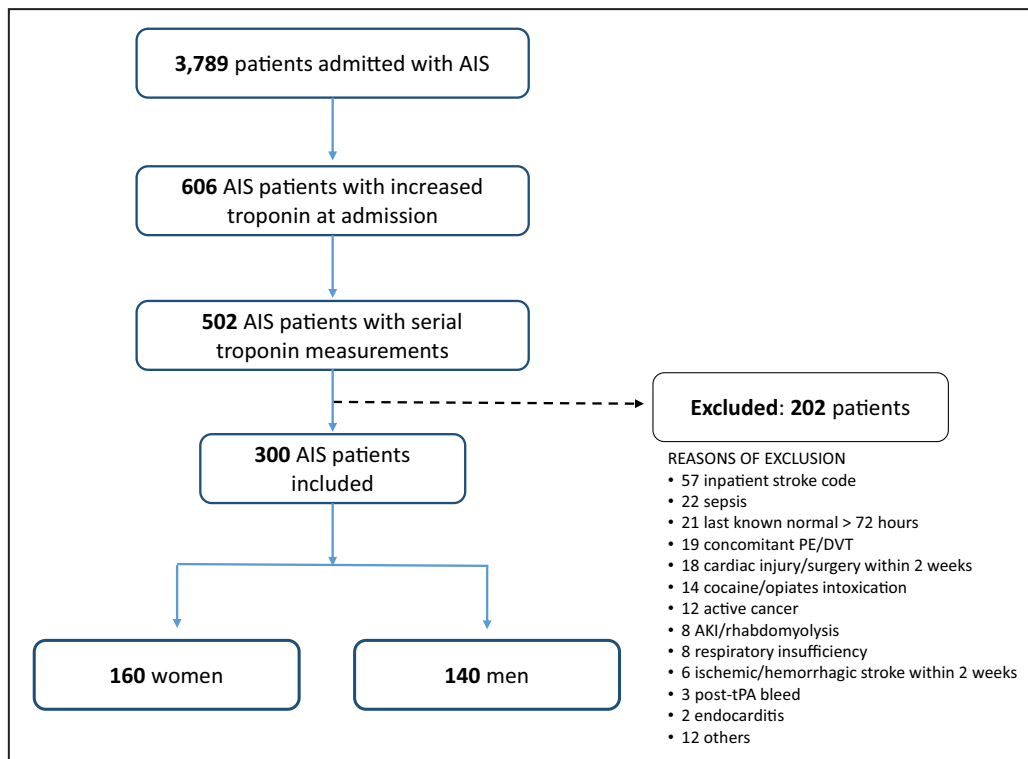 3,789 patients admitted with AIS
606 AIS patients with increased
troponin at admission
502 AIS patients with serial
troponin measurements
Excluded: 202 patients
300 AIS patients
included
REASONS OF EXCLUSION
• 57 inpatient stroke code
• 22 sepsis
• 21 last known normal > 72 hours
• 19 concomitant PE/DVT
• 18 cardiac injury/surgery within 2 weeks
• 14 cocaine/opiates intoxication
• 12 active cancer
• 8 AKI/rhabdomyolysis
• 8 respiratory insufficiency
• 6 ischemic/hemorrhagic stroke within 2 weeks
• 3 post-tPA bleed
• 2 endocarditis
• 12 others
160 women
140 men